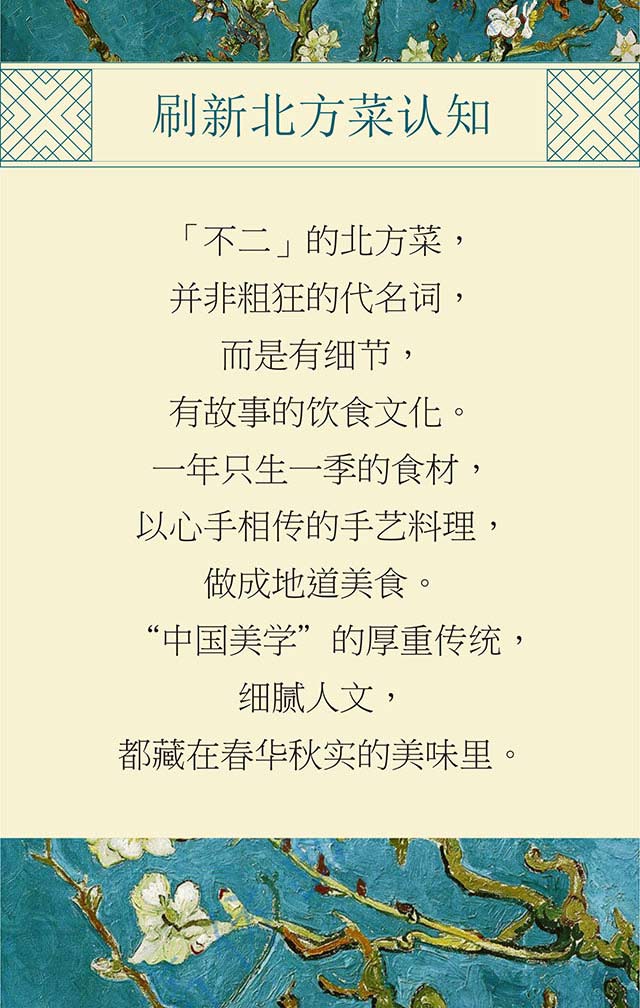 刷新北方菜认知
「不二」的北方菜，
并非粗狂的代名词，
而是有细节，
有故事的饮食文化。
一年只生一季的食材，
以心手相传的手艺料理，
做成地道美食。
“中国美学”的厚重传统，
细腻人文，
都藏在春华秋实的美味里。